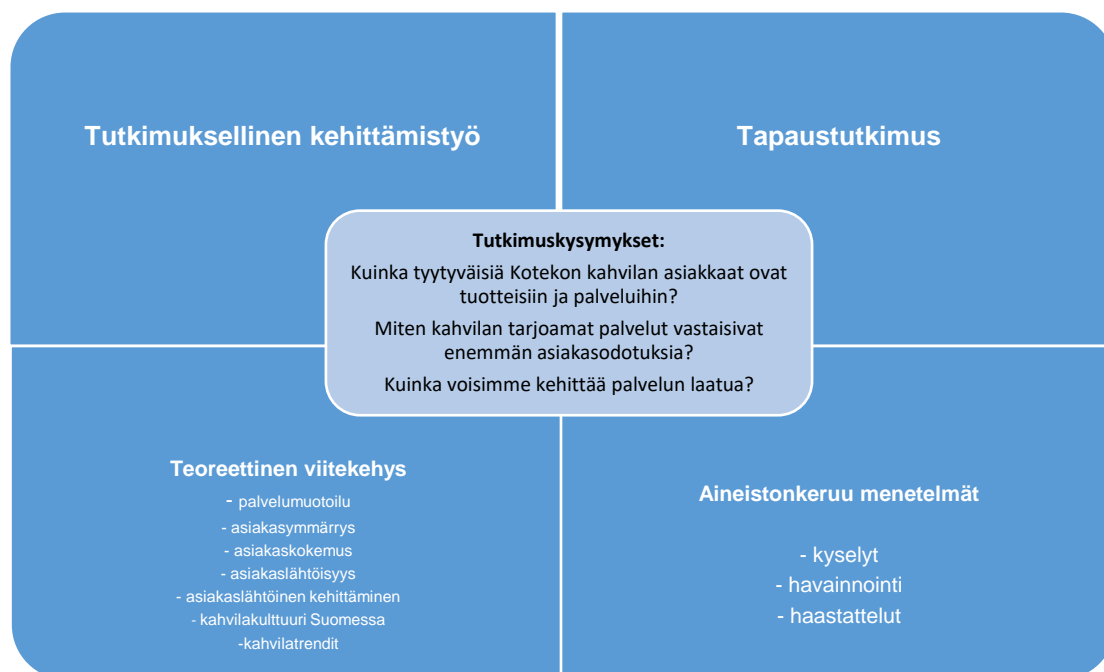 Tutkimuksellinen kehittämistyö
Tapaustutkimus
Tutkimuskysymykset:
Kuinka tyytyväisiä Kotekon kahvilan asiakkaat ovat
tuotteisiin ja palveluihin?
Miten kahvilan tarjoamat palvelut vastaisivat
enemmän asiakasodotuksia?
Kuinka voisimme kehittää palvelun laatua?
Teoreettinen viitekehys
- palvelumuotoilu
- asiakasymmärrys
- asiakaskokemus
- asiakaslähtöisyys
- asiakaslähtöinen kehittäminen
- kahvilakulttuuri Suomessa
-kahvilatrendit
Aineistonkeruu menetelmät
- kyselyt
- havainnointi
- haastattelut